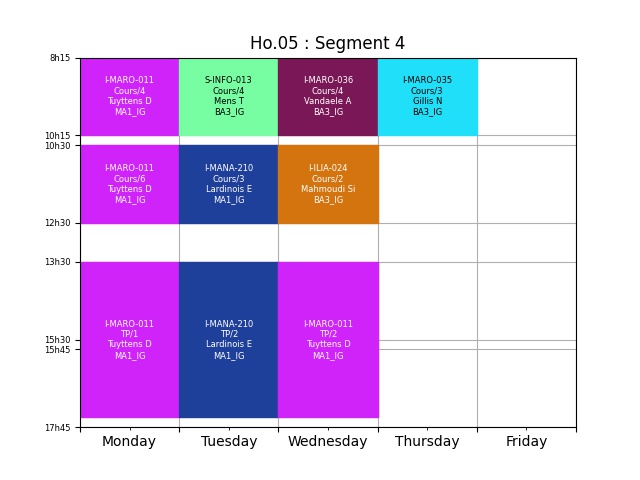 Ho.05 : Segment 4
8h15
I-MARO-011
Cours/4
Tuyttens D
MA1_IG
S-INFO-013
Cours/4
Mens T
BA3_IG
I-MARO-036
Cours/4
Vandaele A
BA3_IG
I-MARO-035
Cours/3
Gillis N
BA3_IG
10h15
10h30
I-MARO-011
Cours/6
Tuyttens D
MA1_IG
I-MANA-210
Cours/3
Lardinois E
MA1_IG
I-ILIA-024
Cours/2
Mahmoudi Si
BA3_IG
12h30
13h30
I-MARO-011
TP/1
Tuyttens D
MA1_IG
I-MANA-210
TP/2
Lardinois E
MA1_IG
I-MARO-011
TP/2
Tuyttens D
MA1_IG
15h30
15h45
17h45
Monday
Tuesday
Wednesday
Thursday
Friday